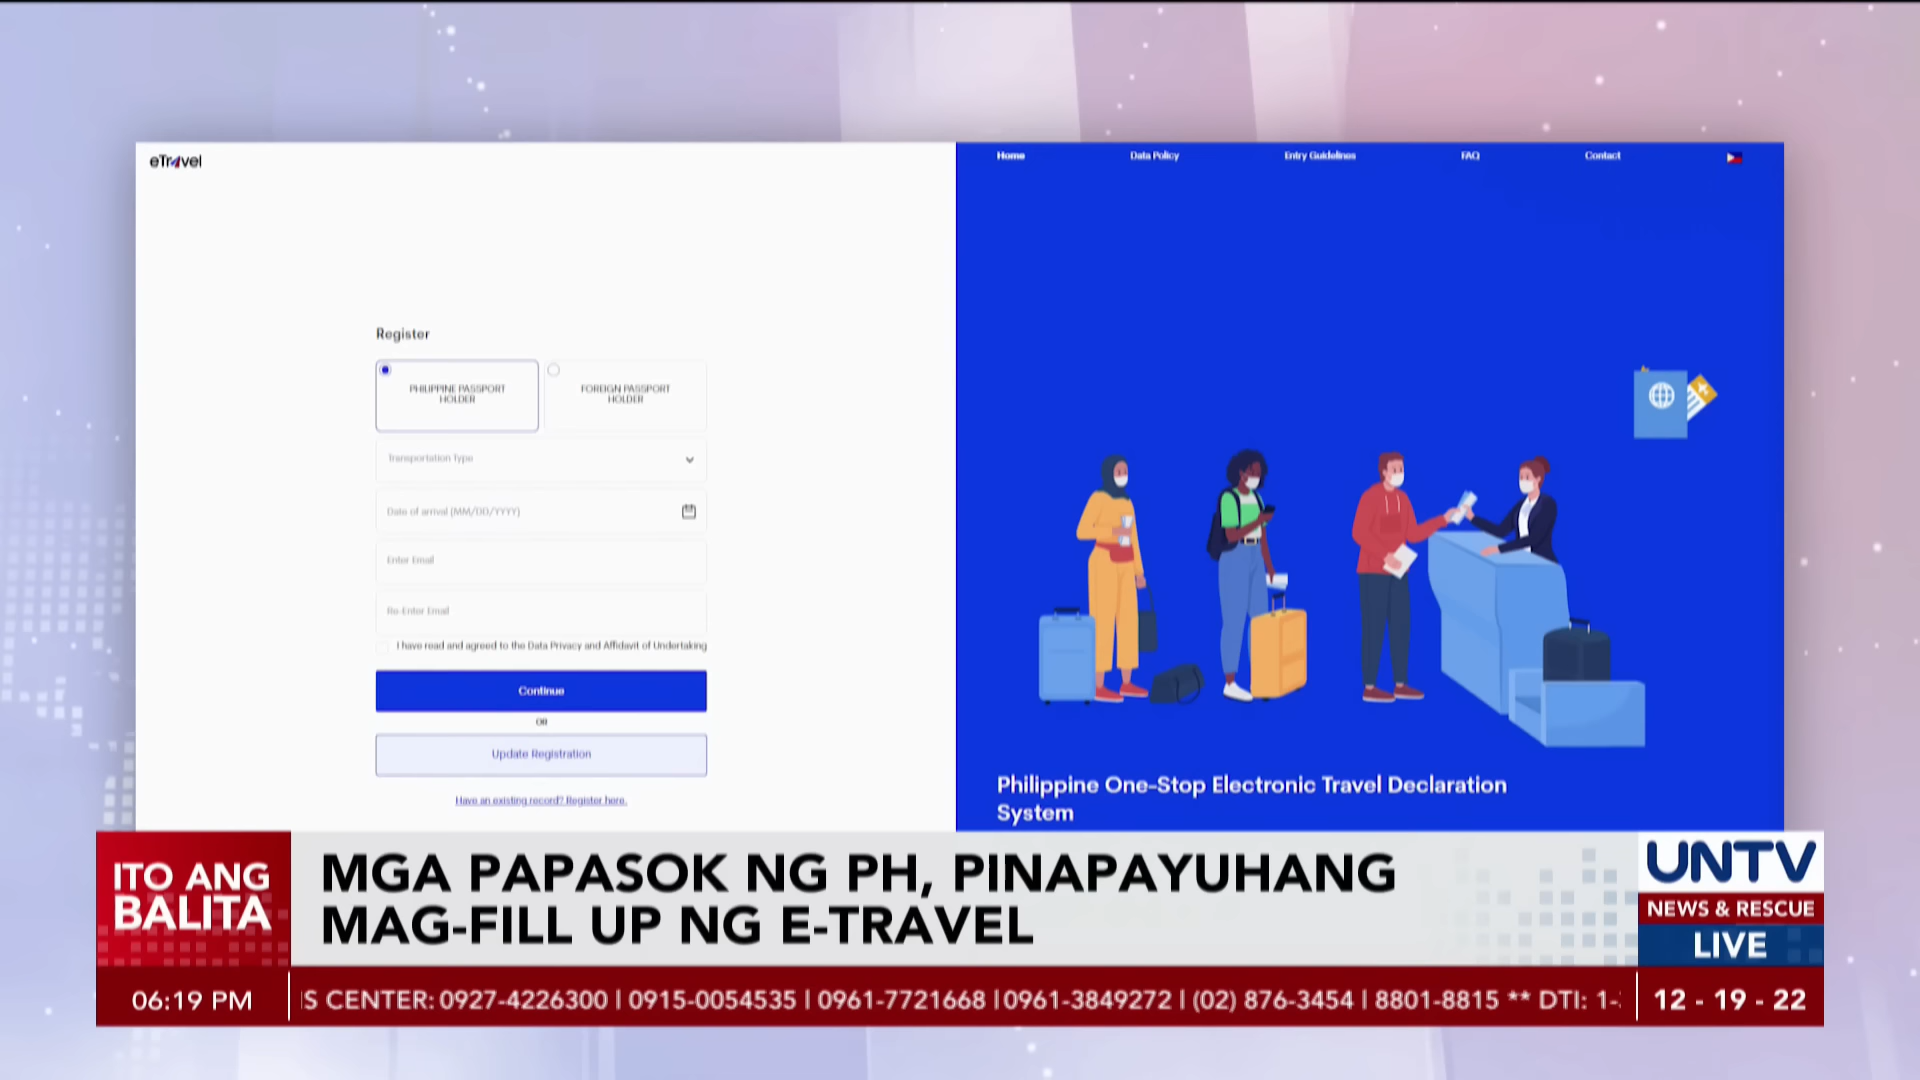 eTravel
Home
Data Policy
Entry Guidelines
FAQ
Contact
Register
PHILIPPINE PASSPORT
HOLDER
FOREIGN PASSPORT
HOLDER
Transportation Type
Date of arrival (MM/DD/YYYY)
Enter Email
Re-Enter Email
I have read and agreed to the Data Privacy and Affidavit of Undertaking
Continue
OR
Update Registration
Have an existing record? Register here.
Philippine One-Stop Electronic Travel Declaration
System
ITO ANG
BALITA
MGA PAPASOK NG PH, PINAPAYUHANG
MAG-FILL UP NG E-TRAVEL
UNTV
NEWS & RESCUE
LIVE
06:19 PM
S CENTER: 0927-4226300 | 0915-0054535 | 0961-7721668 |0961-3849272 | (02) 876-3454 | 8801-8815 ** DTI: 1-
12 - 19 - 22